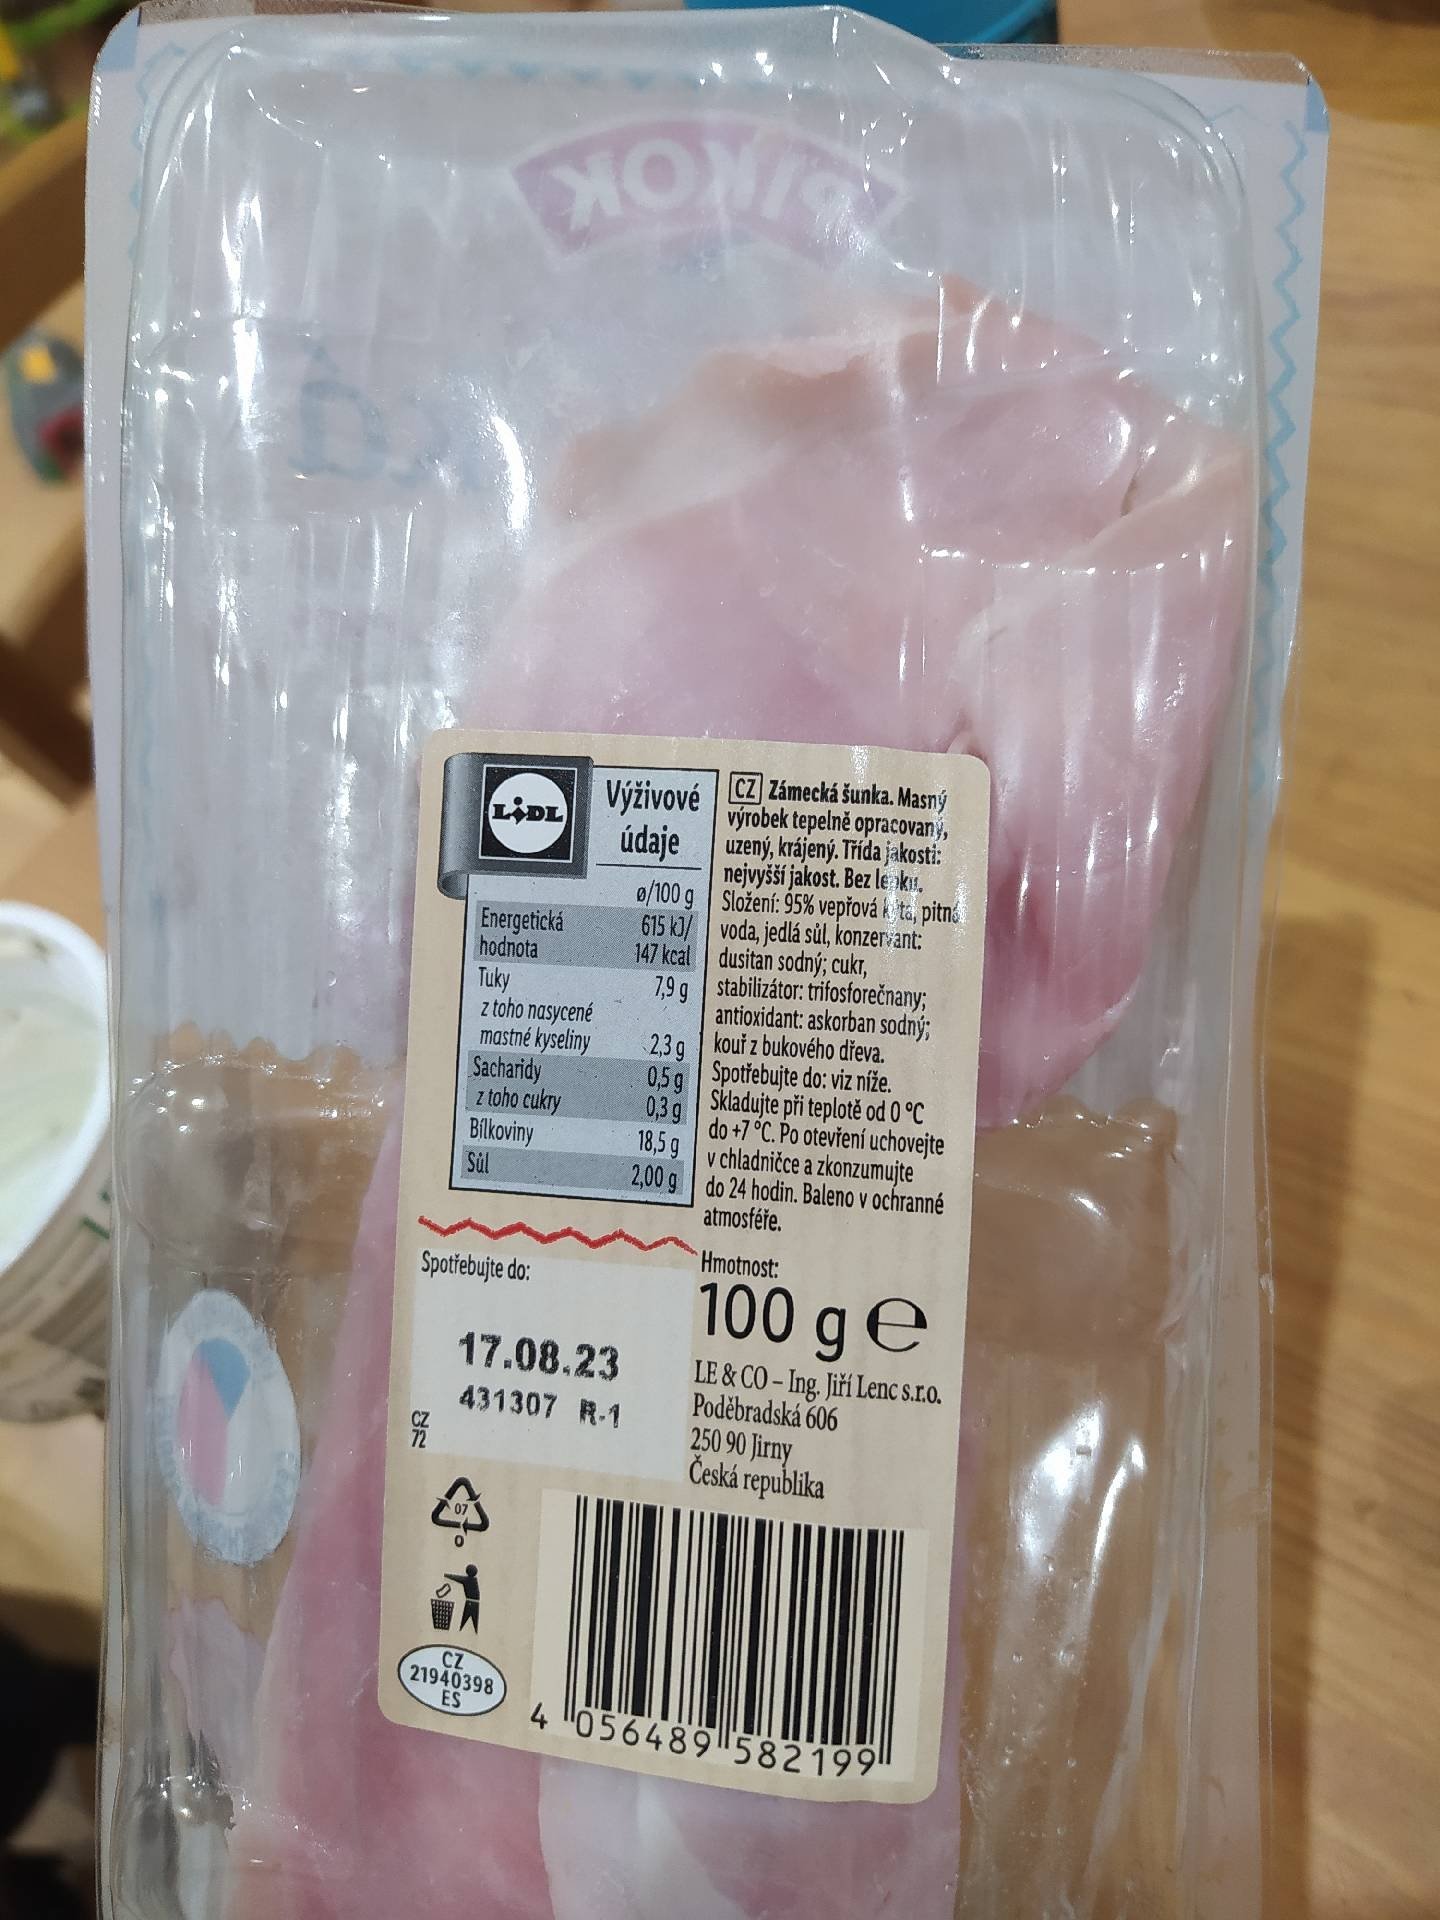 PIKOK
LIDL
Výživové
údaje
ø/100 g
Energetická 615 kJ/
hodnota 147 kcal
Tuky 7,9 g
z toho nasycené
mastné kyseliny 2,3 g
Sacharidy 0,5 g
z toho cukry 0,3 g
Bílkoviny 18,5 g
Sůl 2,00 g
CZ Zámecká šunka. Masný
výrobek tepelně opracovaný,
uzený, krájený. Třída jakosti:
nejvyšší jakost. Bez lepku.
Složení: 95% vepřová kýta, pitná
voda, jedlá sůl, konzervant:
dusitan sodný; cukr,
stabilizátor: trifosforečnany;
antioxidant: askorban sodný;
kouř z bukového dřeva.
Spotřebujte do: viz níže.
Skladujte při teplotě od 0 °C
do +7 °C. Po otevření uchovejte
v chladničce a zkonzumujte
do 24 hodin. Baleno v ochranné
atmosféře.
Spotřebujte do:
17.08.23
431307 R-1
CZ
72
Hmotnost:
100 g e
LE & CO – Ing. Jiří Lenc s.r.o.
Poděbradská 606
250 90 Jirny
Česká republika
07
O
CZ
21940398
ES
4 056489 582199